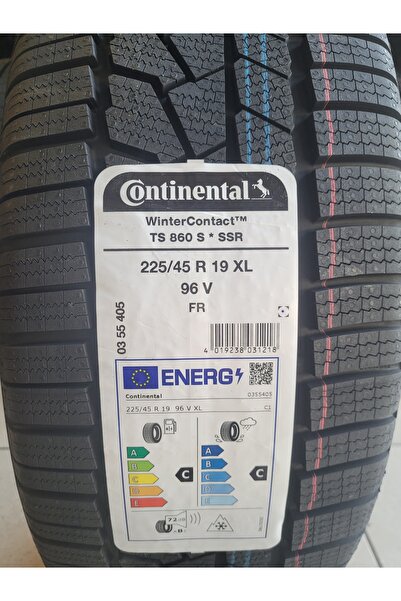 Continental
WinterContact™
TS 860 S * SSR
225/45 R 19 XL
96 V
FR
03 55 405
4 019238 031218
ENERG
Continental 0355405
225/45 R 19 96 V XL C1
A
B
C
D
E
C
A
B
C
D
E
C
72 dB
B